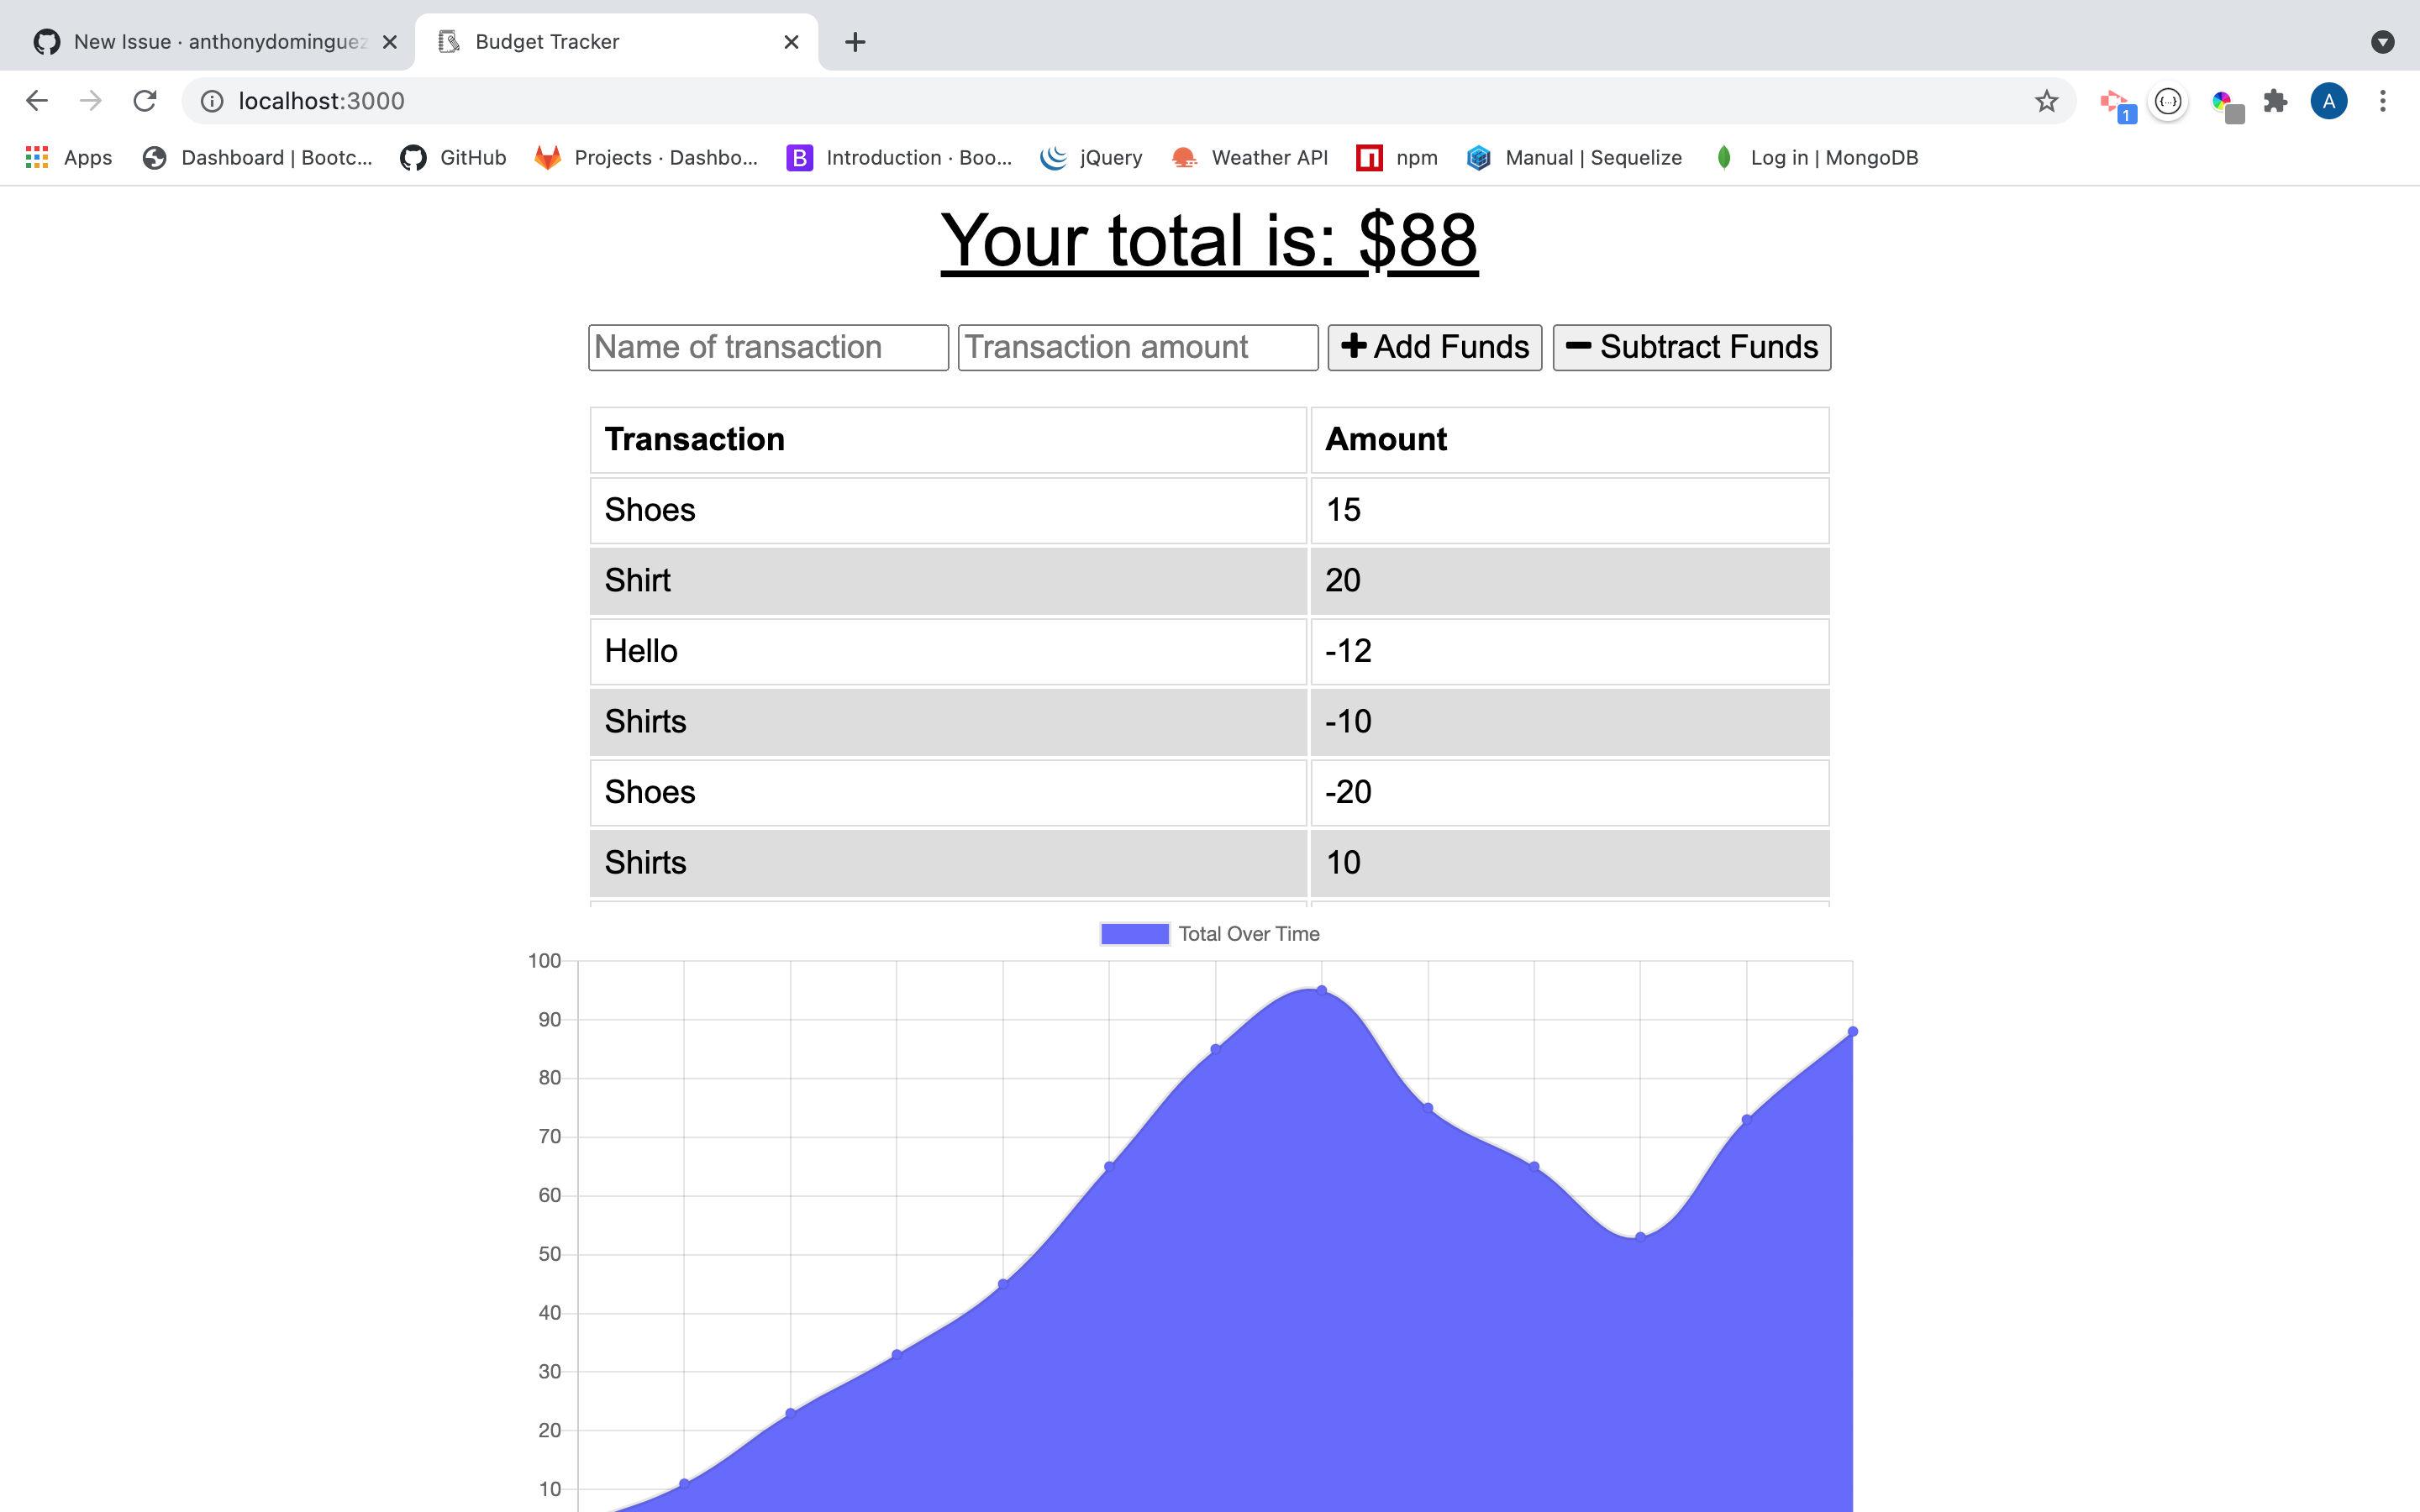 New Issue · anthonydominguez
Budget Tracker
localhost:3000
A
1
Apps
Dashboard | Bootc...
GitHub
Projects · Dashbo...
B
Introduction · Boo...
jQuery
Weather API
npm
Manual | Sequelize
Log in | MongoDB
Your total is: $88
Name of transaction
Transaction amount
Add Funds
Subtract Funds
Transaction Amount
Shoes 15
Shirt 20
Hello -12
Shirts -10
Shoes -20
Shirts 10
Total Over Time
100
90
80
70
60
50
40
30
20
10